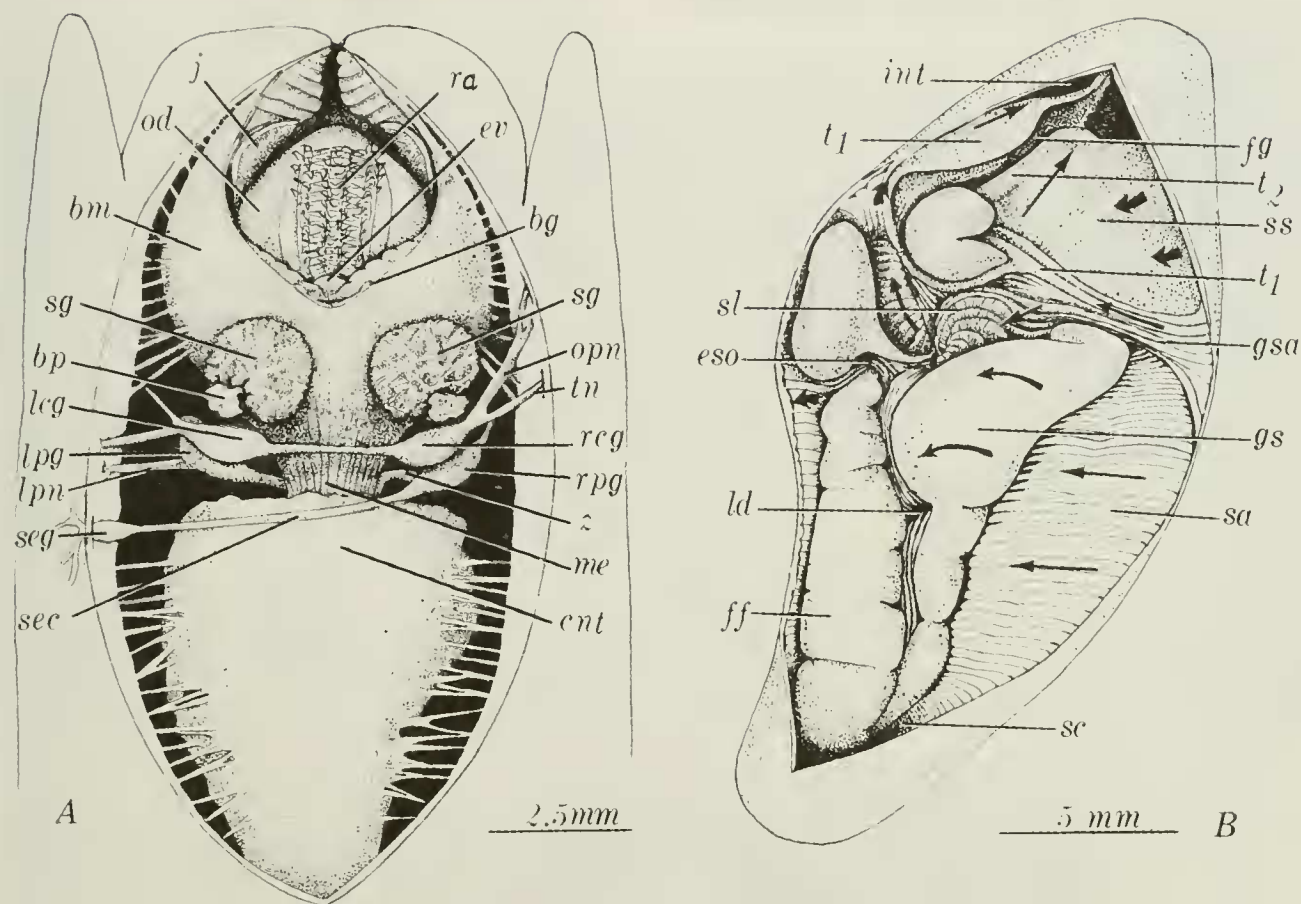 j
od
bm
sg
bp
lcg
lpg
lpn
seg
sec
ra
ev
bg
sg
opn
tn
rcg
rpg
z
me
cnt
A
2.5mm
t1
sl
eso
ld
ff
int
fg
t2
ss
t1
gsa
gs
sa
sc
5 mm
B